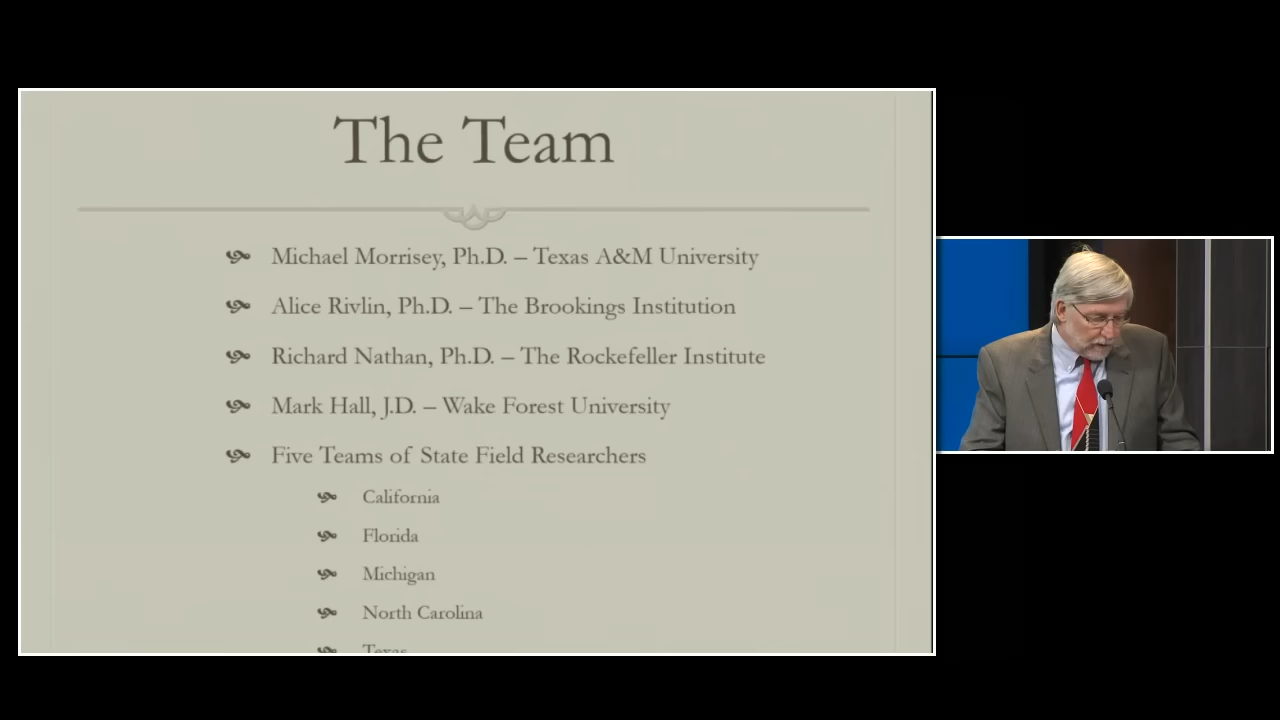 The Team
Michael Morrisey, Ph.D. – Texas A&M University
Alice Rivlin, Ph.D. – The Brookings Institution
Richard Nathan, Ph.D. – The Rockefeller Institute
Mark Hall, J.D. – Wake Forest University
Five Teams of State Field Researchers
California
Florida
Michigan
North Carolina
Texas